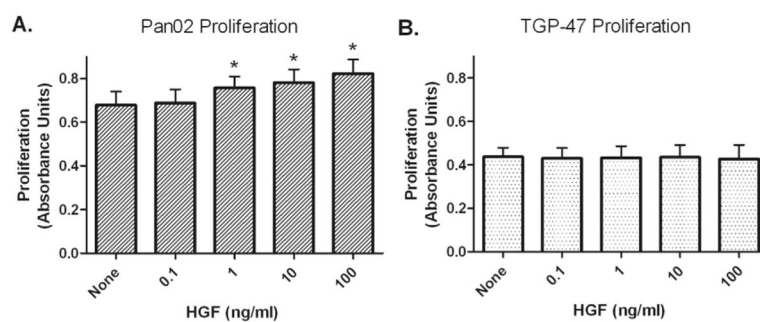 A.
Pan02 Proliferation
Proliferation
(Absorbance Units)
0.8
0.6
0.4
0.2
0.0
* * *
None 0.1 1 10 100
HGF (ng/ml)
B.
TGP-47 Proliferation
Proliferation
(Absorbance Units)
0.8
0.6
0.4
0.2
0.0
None 0.1 1 10 100
HGF (ng/ml)